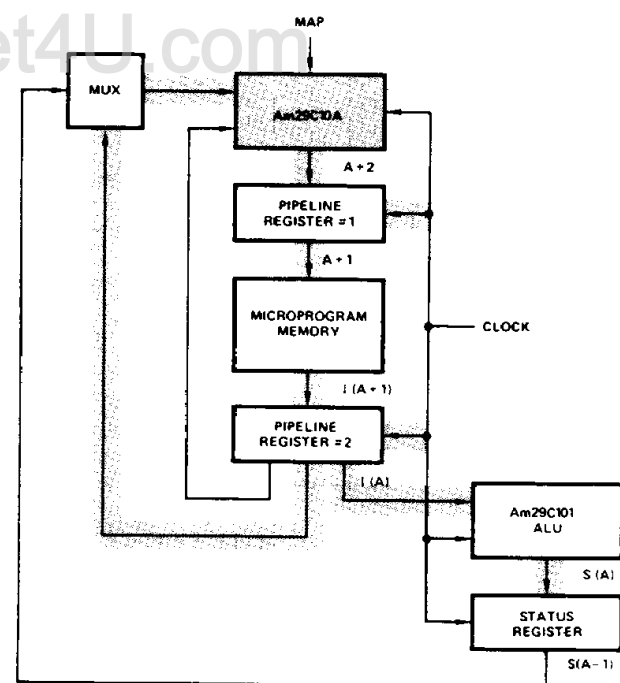 et4U.com
MAP
MUX
Am29C10A
A+2
PIPELINE
REGISTER =1
A+1
MICROPROGRAM
MEMORY
CLOCK
I (A+1)
PIPELINE
REGISTER =2
I (A)
Am29C101
ALU
S (A)
STATUS
REGISTER
S(A-1)